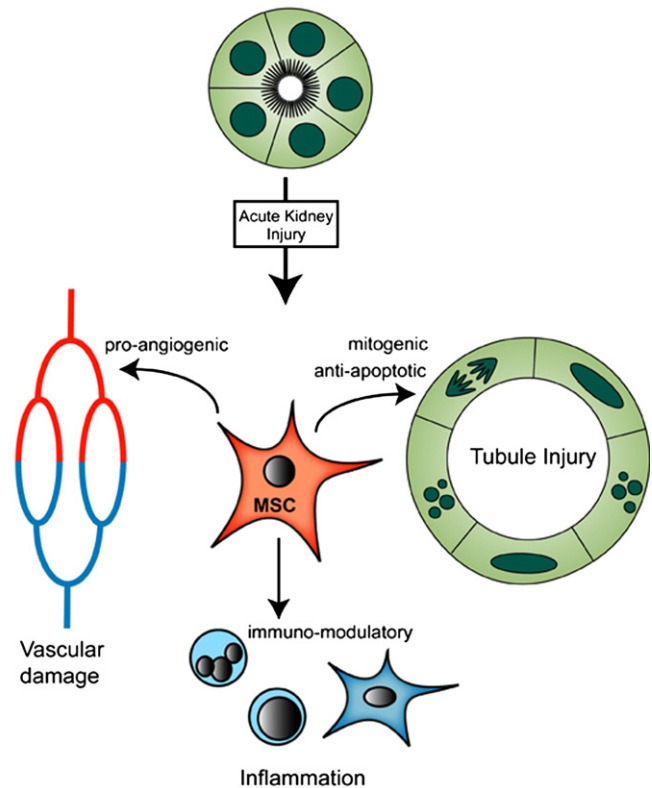 Acute Kidney
Injury
pro-angiogenic
mitogenic
anti-apoptotic
Tubule Injury
MSC
immuno-modulatory
Vascular
damage
Inflammation